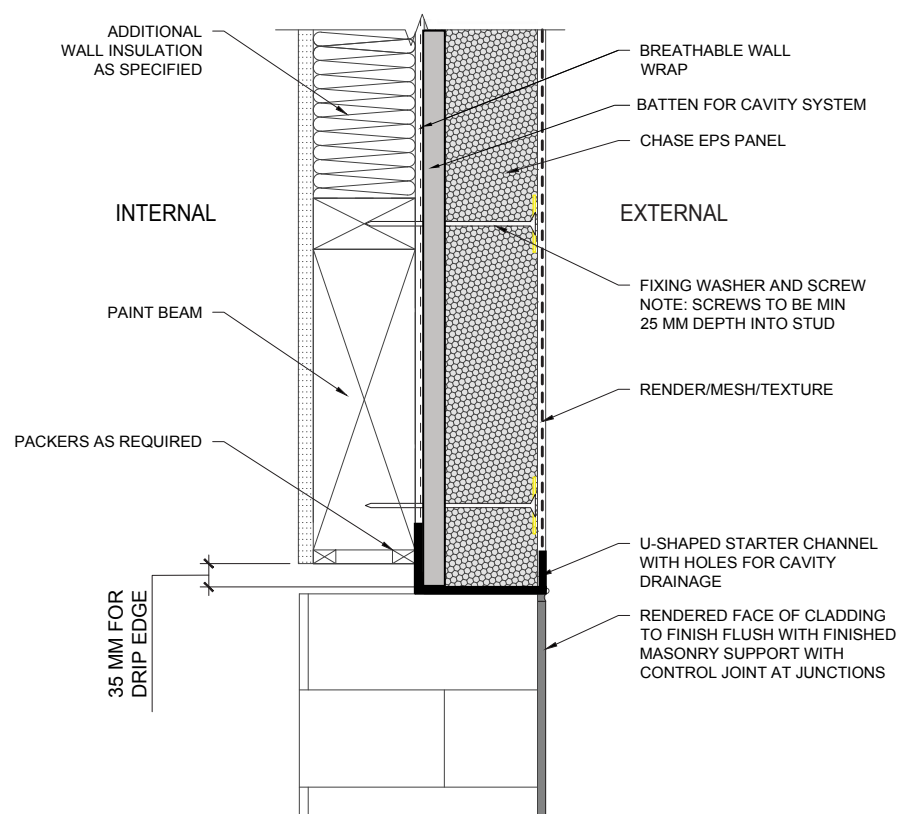 ADDITIONAL
WALL INSULATION
AS SPECIFIED
BREATHABLE WALL
WRAP
BATTEN FOR CAVITY SYSTEM
CHASE EPS PANEL
INTERNAL
EXTERNAL
FIXING WASHER AND SCREW
NOTE: SCREWS TO BE MIN
25 MM DEPTH INTO STUD
PAINT BEAM
RENDER/MESH/TEXTURE
PACKERS AS REQUIRED
U-SHAPED STARTER CHANNEL
WITH HOLES FOR CAVITY
DRAINAGE
35 MM FOR
DRIP EDGE
RENDERED FACE OF CLADDING
TO FINISH FLUSH WITH FINISHED
MASONRY SUPPORT WITH
CONTROL JOINT AT JUNCTIONS